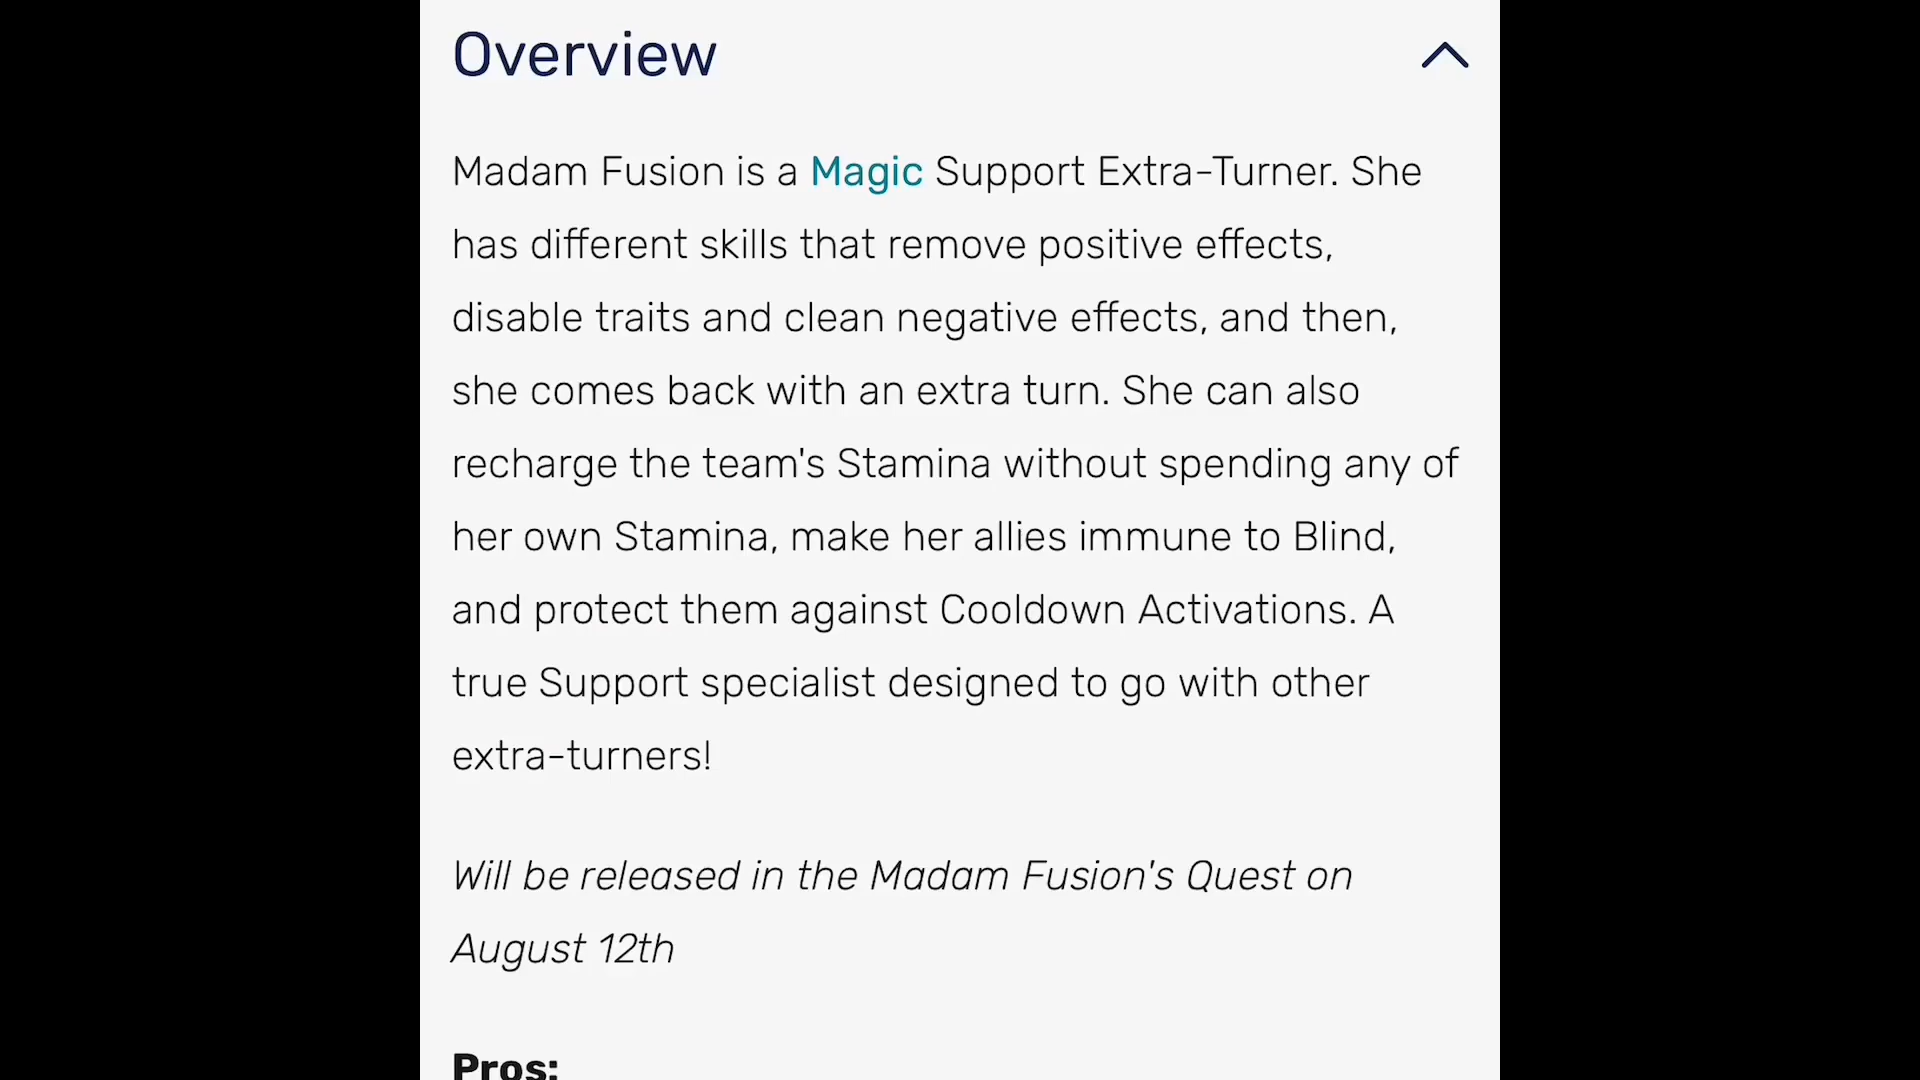 Overview
Madam Fusion is a Magic Support Extra-Turner. She
has different skills that remove positive effects,
disable traits and clean negative effects, and then,
she comes back with an extra turn. She can also
recharge the team's Stamina without spending any of
her own Stamina, make her allies immune to Blind,
and protect them against Cooldown Activations. A
true Support specialist designed to go with other
extra-turners!
Will be released in the Madam Fusion's Quest on
August 12th
Pros: